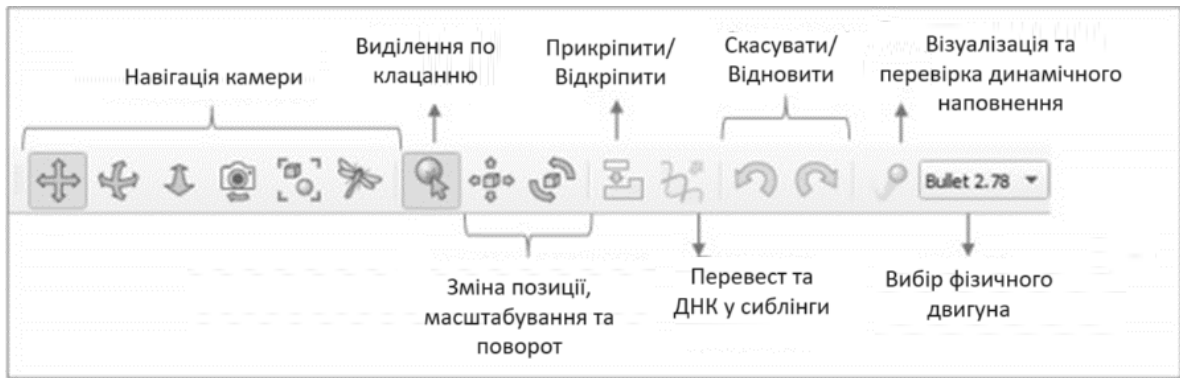 Навігація камери
Виділення по
клацанню
Прикріпити/
Відкріпити
Скасувати/
Відновити
Візуалізація та
перевірка динамічного
наповнення
Bullet 2.78
Зміна позиції,
масштабування та
поворот
Перевест та
ДНК у сиблінги
Вибір фізичного
двигуна